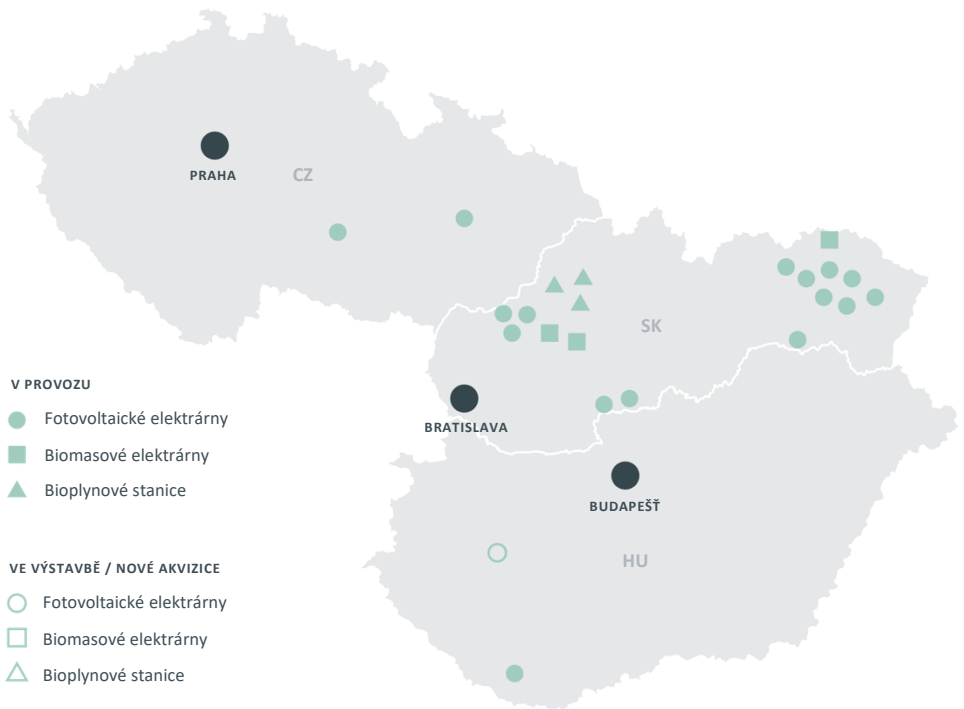 PRAHA
CZ
SK
V PROVOZU
Fotovoltaické elektrárny
BRATISLAVA
Biomasové elektrárny
Bioplynové stanice
BUDAPEŠŤ
HU
VE VÝSTAVBĚ / NOVÉ AKVIZICE
Fotovoltaické elektrárny
Biomasové elektrárny
Bioplynové stanice